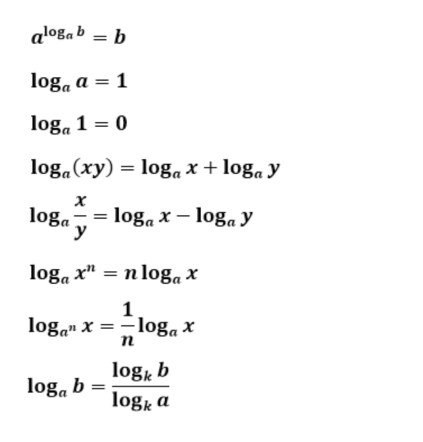 a^{log_a b} = b
log_a a = 1
log_a 1 = 0
log_a(xy) = log_a x + log_a y
log_a \frac{x}{y} = log_a x − log_a y
log_a x^n = n log_a x
log_{a^n} x = \frac{1}{n} log_a x
log_a b = \frac{log_k b}{log_k a}